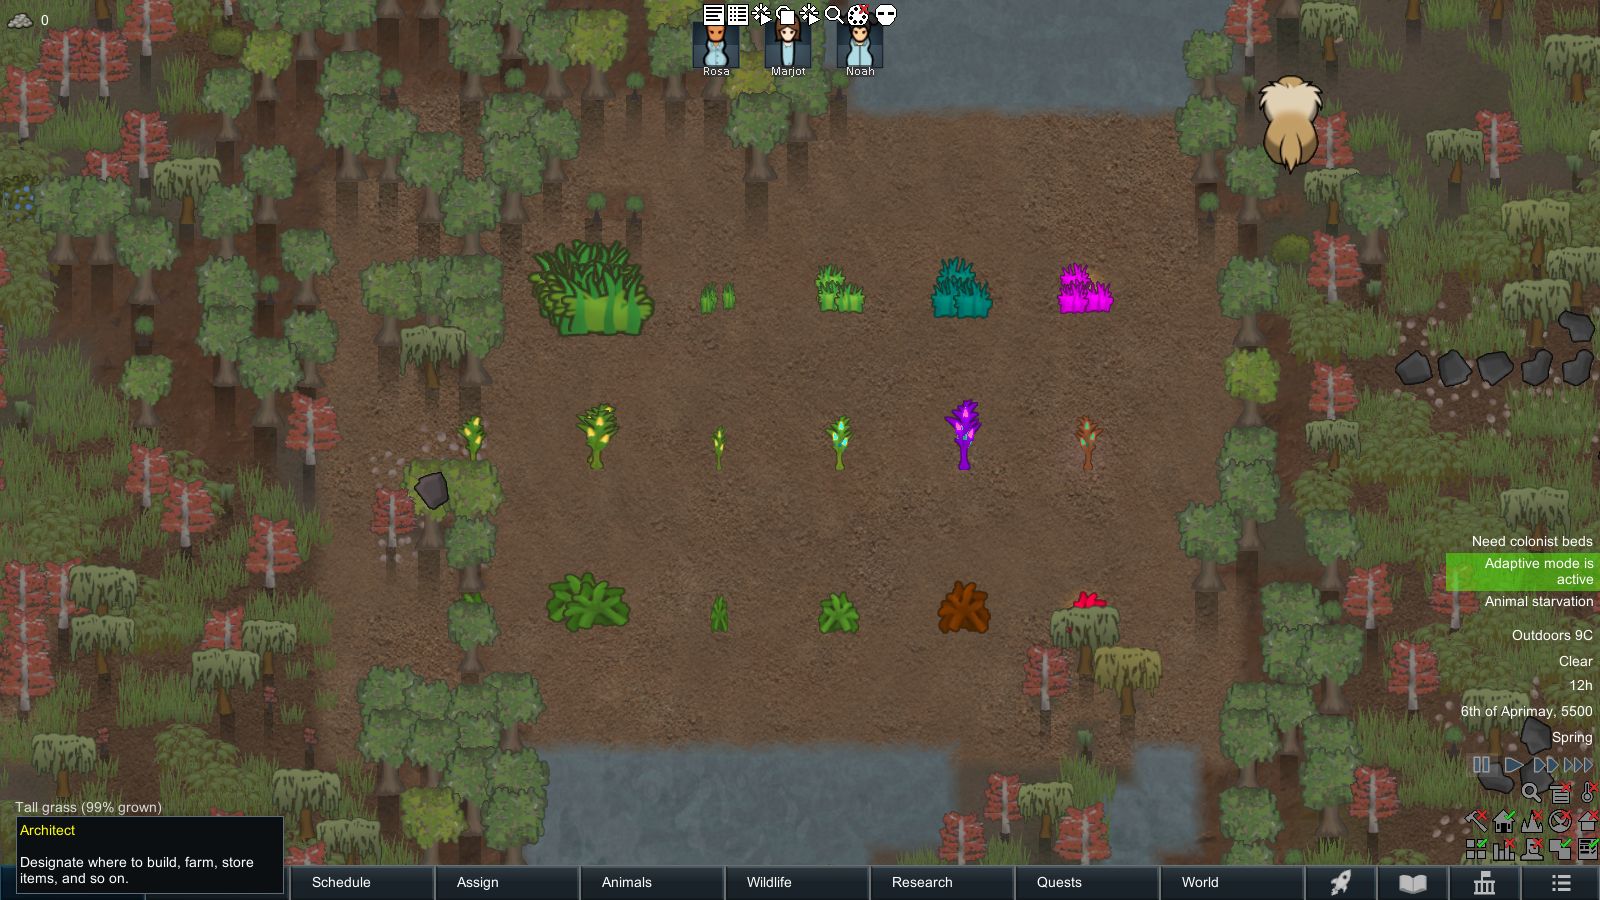 0
Rosa
Marjot
Noah
Need colonist beds
Adaptive mode is
active
Animal starvation
Outdoors 9C
Clear
12h
6th of Aprimay, 5500
Spring
Tall grass (99% grown)
Architect
Designate where to build, farm, store
items, and so on.
Schedule
Assign
Animals
Wildlife
Research
Quests
World